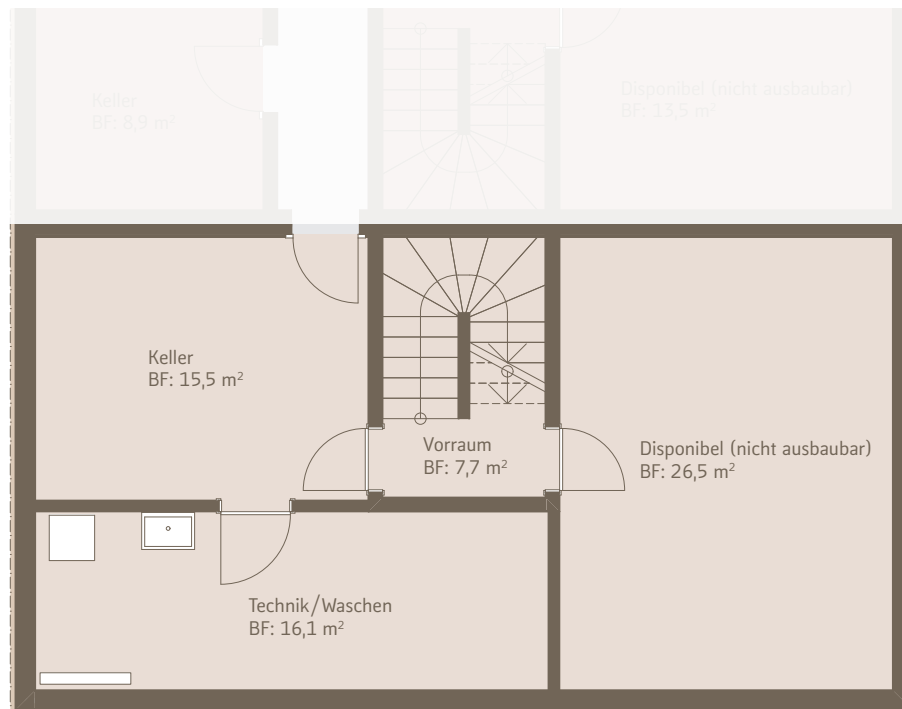 Keller
BF: 8,9 m²
Disponibel (nicht ausbaubar)
BF: 13,5 m²
Keller
BF: 15,5 m²
Vorraum
BF: 7,7 m²
Disponibel (nicht ausbaubar)
BF: 26,5 m²
Technik/Waschen
BF: 16,1 m²